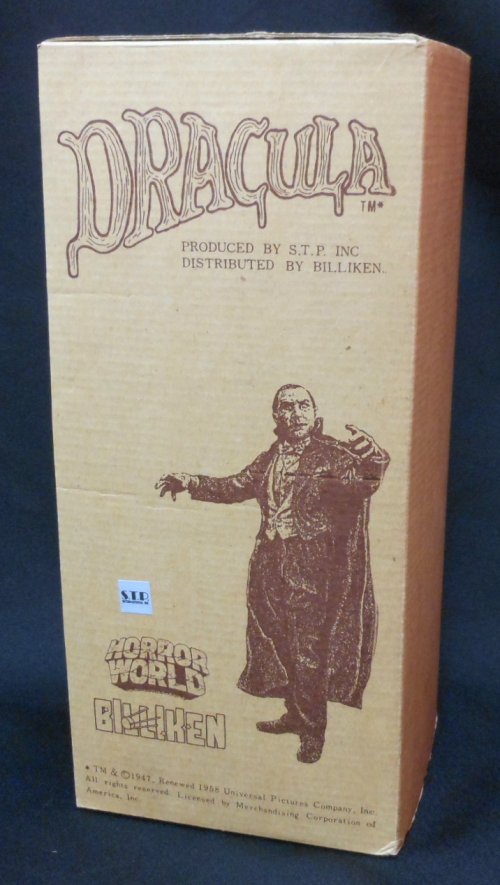 DRACULA
TM*
PRODUCED BY S.T.P. INC
DISTRIBUTED BY BILLIKEN.
S.T.P.
HORROR
WORLD
BILLIKEN
* TM & ©1947, Renewed 1958 Universal Pictures Company, Inc.
All rights reserved. Licensed by Merchandising Corporation of
America, Inc.